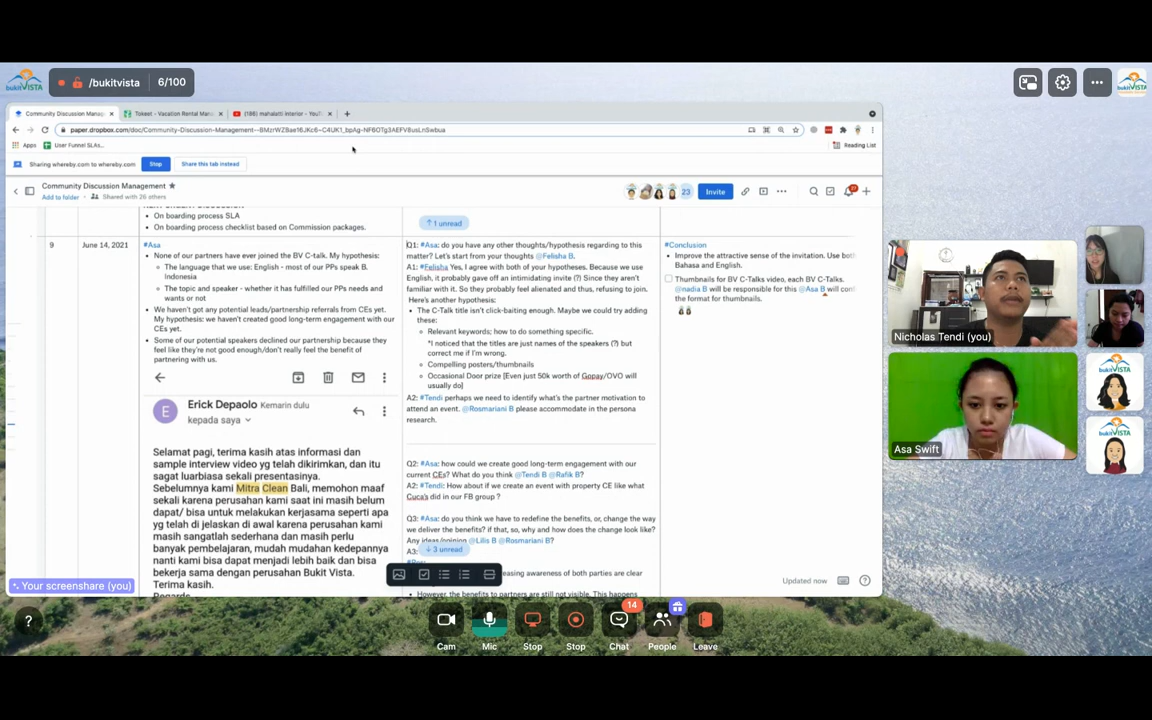 bukitVISTA
/bukitvista
6/100
Community Discussion Manag
Tokeet - Vacation Rental Man
(198) mahalatti interior - YouT
paper.dropbox.com/doc/Community-Discussion-Management
Apps
User Funnel SLAs...
Reading List
Sharing whereby.com to whereby.com
Stop
Share this tab instead
Community Discussion Management
Add to folder
Shared with 26 others
23
Invite
On boarding process SLA
On boarding process checklist based on Commission packages.
↑ 1 unread
9
June 14, 2021
#Asa
None of our partners have ever joined the BV C-talk. My hypothesis:
The language that we use: English - most of our PPs speak B.
Indonesia
The topic and speaker - whether it has fulfilled our PPs needs and
wants or not
We haven't got any potential leads/partnership referrals from CEs yet.
My hypothesis: we haven't created good long-term engagement with our
CEs yet.
Some of our potential speakers declined our partnership because they
feel like they're not good enough/don't really feel the benefit of
partnering with us.
E
Erick Depaolo Kemarin dulu
kepada saya
Selamat pagi, terima kasih atas informasi dan
sample interview video yg telah dikirimkan, dan itu
sagat luarbiasa sekali presentasinya.
Sebelumnya kami Mitra Clean Bali, memohon maaf
sekali karena perusahan kami saat ini masih belum
dapat/ bisa untuk melakukan kerjasama seperti apa
yg telah di jelaskan di awal karena perusahan kami
masih sangatlah sederhana dan masih perlu
banyak pembelajaran, mudah mudahan kedepannya
nanti kami bisa dapat menjadi lebih baik dan bisa
bekerja sama dengan perusahan Bukit Vista.
Terima kasih.
Regards
Q1: #Asa: do you have any other thoughts/hypothesis regarding to this
matter? Let's start from your thoughts @Felisha B.
A1: #Felisha Yes, I agree with both of your hypotheses. Because we use
English, it probably gave off an intimidating invite (?) Since they aren't
familiar with it. So they probably feel alienated and thus, refusing to join.
Here's another hypothesis:
The C-Talk title isn't click-baiting enough. Maybe we could try adding
these:
Relevant keywords; how to do something specific.
*I noticed that the titles are just names of the speakers (?) but
correct me if I'm wrong.
Compelling posters/thumbnails
Occasional Door prize [Even just 50k worth of Gopay/OVO will
usually do]
A2: #Tendi perhaps we need to identify what's the partner motivation to
attend an event. @Rosmariani B please accommodate in the persona
research.
Q2: #Asa: how could we create good long-term engagement with our
current CEs? What do you think @Tendi B @Rafik B?
A2: #Tendi: How about if we create an event with property CE like what
Cuca's did in our FB group ?
Q3: #Asa: do you think we have to redefine the benefits, or, change the way
we deliver the benefits? if that, so, why and how does the change look like?
Any ideas/opinion @Lilis B @Rosmariani B?
A3:
↓ 3 unread
easing awareness of both parties are clear
However, the benefits to partners are still not visible. This happens
#Conclusion
Improve the attractive sense of the invitation. Use bot
Bahasa and English.
Thumbnails for BV C-Talks video, each BV C-Talks.
@nadia B will be responsible for this @Asa B will con
the format for thumbnails.
Updated now
Your screenshare (you)
Nicholas Tendi (you)
Asa Swift
bukitVISTA
bukitVISTA
bukitVISTA
14
?
Cam
Mic
Stop
Stop
Chat
People
Leave